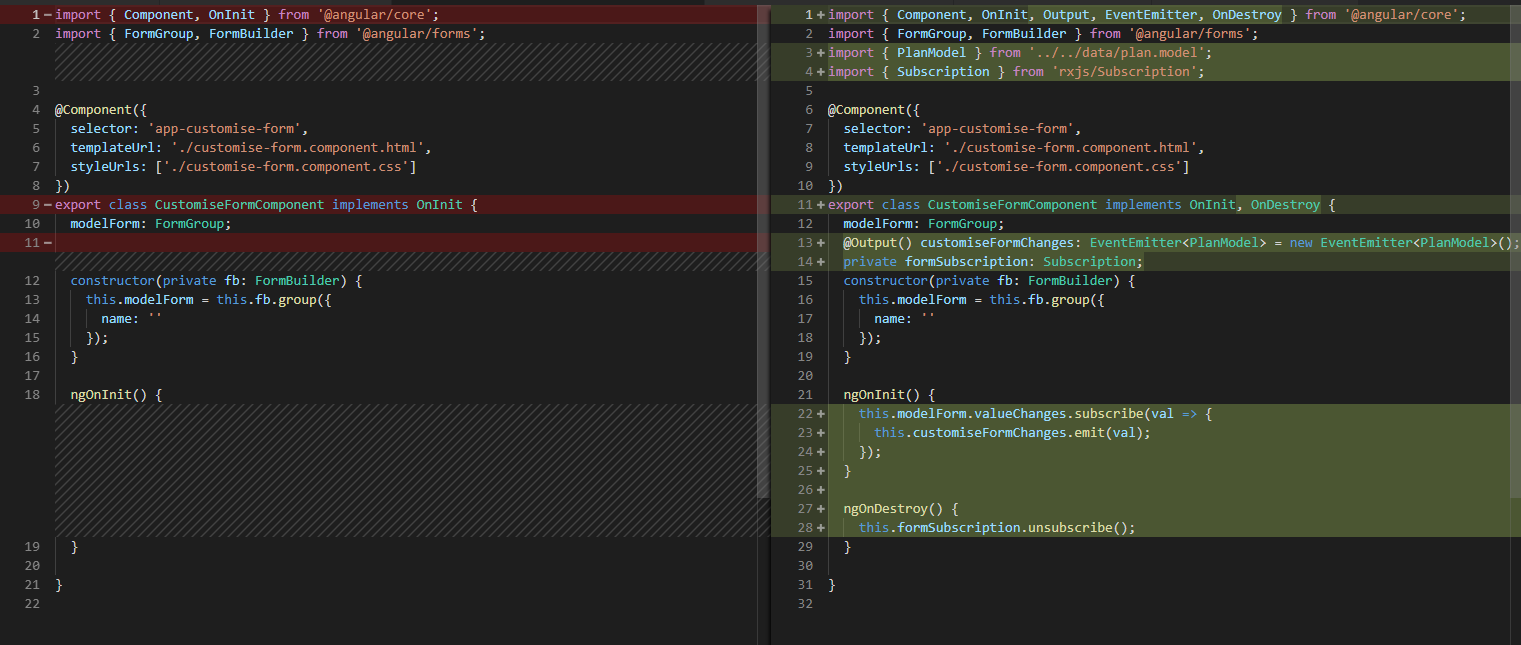 1 − import { Component, OnInit } from '@angular/core';
2 import { FormGroup, FormBuilder } from '@angular/forms';
3
4 @Component({
5 selector: 'app-customise-form',
6 templateUrl: './customise-form.component.html',
7 styleUrls: ['./customise-form.component.css']
8 })
9 − export class CustomiseFormComponent implements OnInit {
10 modelForm: FormGroup;
11 −
12 constructor(private fb: FormBuilder) {
13 this.modelForm = this.fb.group({
14 name: ''
15 });
16 }
17
18 ngOnInit() {
19 }
20
21 }
22
1 + import { Component, OnInit, Output, EventEmitter, OnDestroy } from '@angular/core';
2 import { FormGroup, FormBuilder } from '@angular/forms';
3 + import { PlanModel } from '../../data/plan.model';
4 + import { Subscription } from 'rxjs/Subscription';
5
6 @Component({
7 selector: 'app-customise-form',
8 templateUrl: './customise-form.component.html',
9 styleUrls: ['./customise-form.component.css']
10 })
11 + export class CustomiseFormComponent implements OnInit, OnDestroy {
12 modelForm: FormGroup;
13 + @Output() customiseFormChanges: EventEmitter<PlanModel> = new EventEmitter<PlanModel>();
14 + private formSubscription: Subscription;
15 constructor(private fb: FormBuilder) {
16 this.modelForm = this.fb.group({
17 name: ''
18 });
19 }
20
21 ngOnInit() {
22 + this.modelForm.valueChanges.subscribe(val => {
23 + this.customiseFormChanges.emit(val);
24 + });
25 + }
26 +
27 + ngOnDestroy() {
28 + this.formSubscription.unsubscribe();
29 }
30
31 }
32